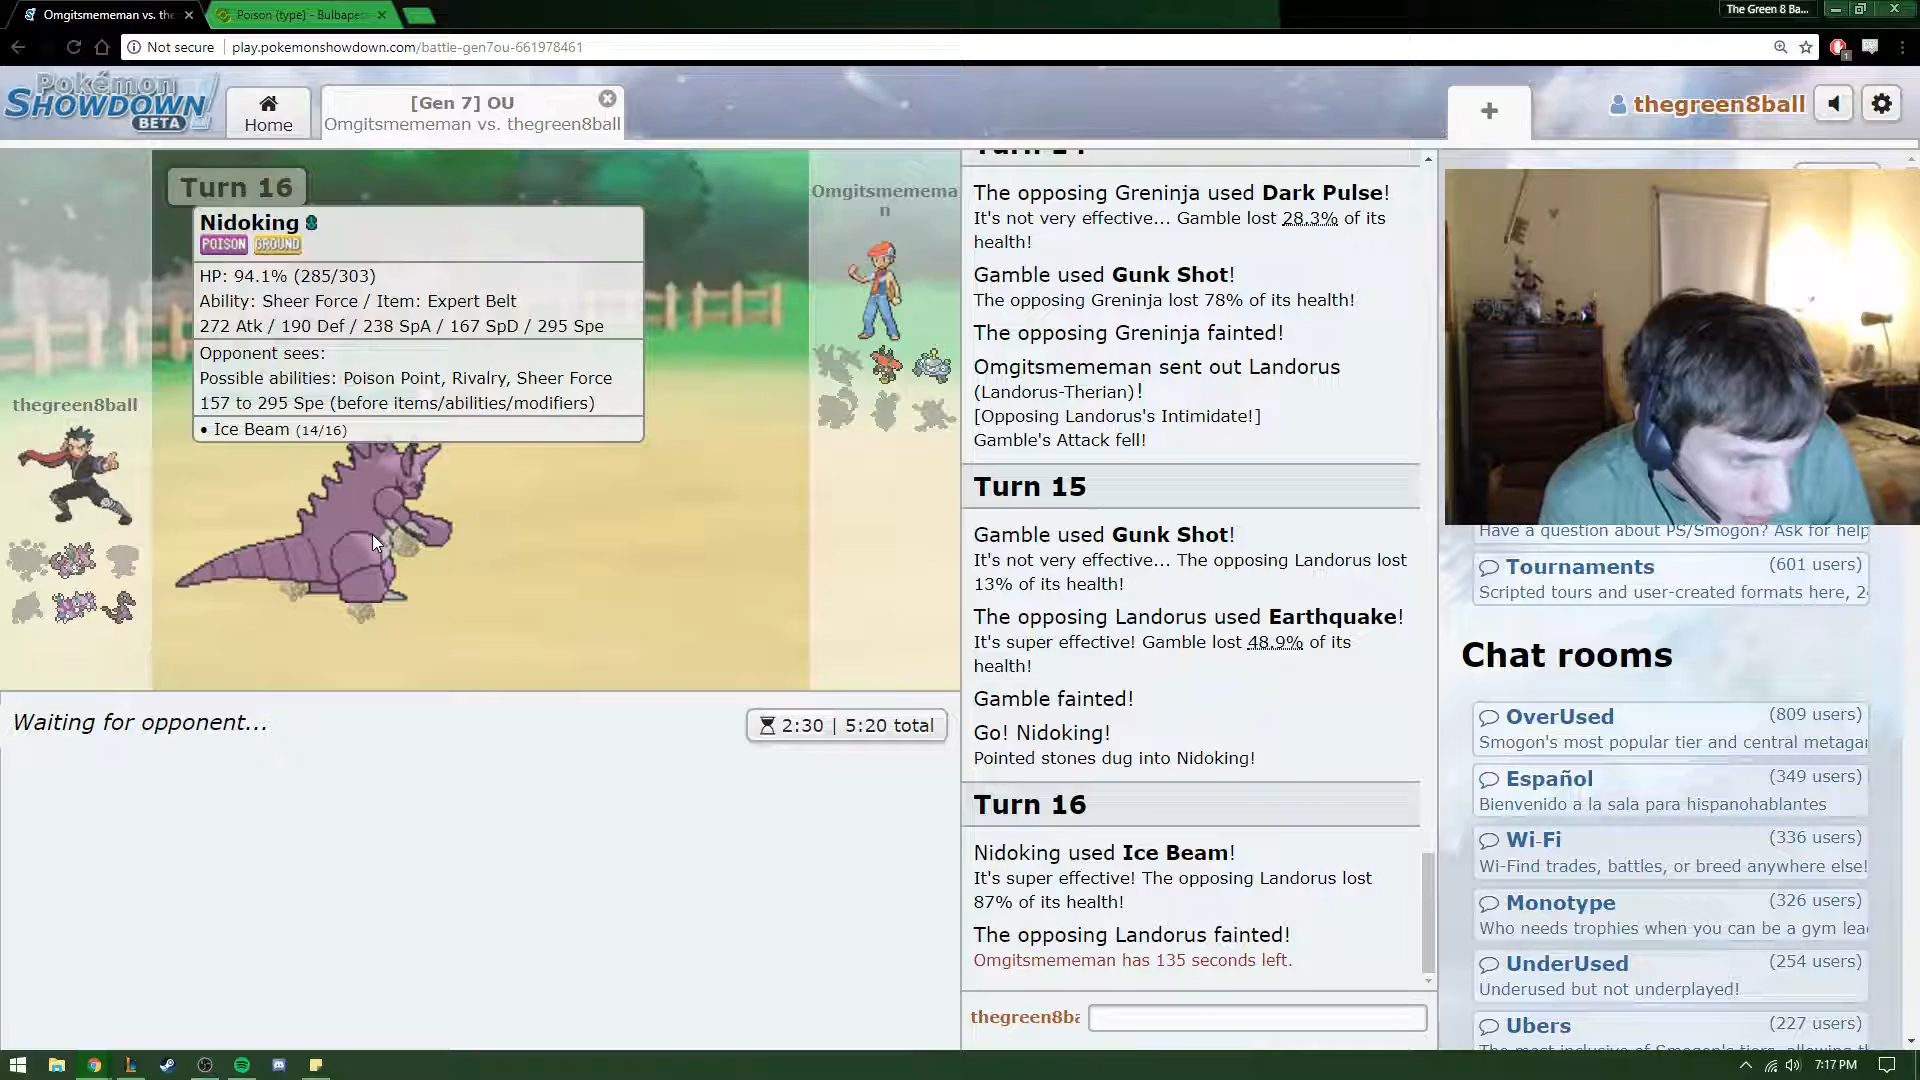 Omgitsmememan vs. the
Poison (type) - Bulbape
The Green 8 Ba...
Not secure
play.pokemonshowdown.com/battle-gen7ou-661978461
1
Pokémon
SHOWDOWN
BETA
Home
[Gen 7] OU
Omgitsmememan vs. thegreen8ball
+
thegreen8ball
Turn 16
Nidoking
POISON GROUND
HP: 94.1% (285/303)
Ability: Sheer Force / Item: Expert Belt
272 Atk / 190 Def / 238 SpA / 167 SpD / 295 Spe
Opponent sees:
Possible abilities: Poison Point, Rivalry, Sheer Force
157 to 295 Spe (before items/abilities/modifiers)
• Ice Beam (14/16)
thegreen8ball
Omgitsmemema
n
Waiting for opponent...
2:30 | 5:20 total
The opposing Greninja used Dark Pulse!
It's not very effective... Gamble lost 28.3% of its
health!
Gamble used Gunk Shot!
The opposing Greninja lost 78% of its health!
The opposing Greninja fainted!
Omgitsmememan sent out Landorus
(Landorus-Therian)!
[Opposing Landorus's Intimidate!]
Gamble's Attack fell!
Turn 15
Gamble used Gunk Shot!
It's not very effective... The opposing Landorus lost
13% of its health!
The opposing Landorus used Earthquake!
It's super effective! Gamble lost 48.9% of its
health!
Gamble fainted!
Go! Nidoking!
Pointed stones dug into Nidoking!
Turn 16
Nidoking used Ice Beam!
It's super effective! The opposing Landorus lost
87% of its health!
The opposing Landorus fainted!
Omgitsmememan has 135 seconds left.
thegreen8ba
Have a question about PS/Smogon? Ask for help
Tournaments (601 users)
Scripted tours and user-created formats here, 2
Chat rooms
OverUsed (809 users)
Smogon's most popular tier and central metagar
Español (349 users)
Bienvenido a la sala para hispanohablantes
Wi-Fi (336 users)
Wi-Find trades, battles, or breed anywhere else!
Monotype (326 users)
Who needs trophies when you can be a gym lea
UnderUsed (254 users)
Underused but not underplayed!
Ubers (227 users)
7:17 PM